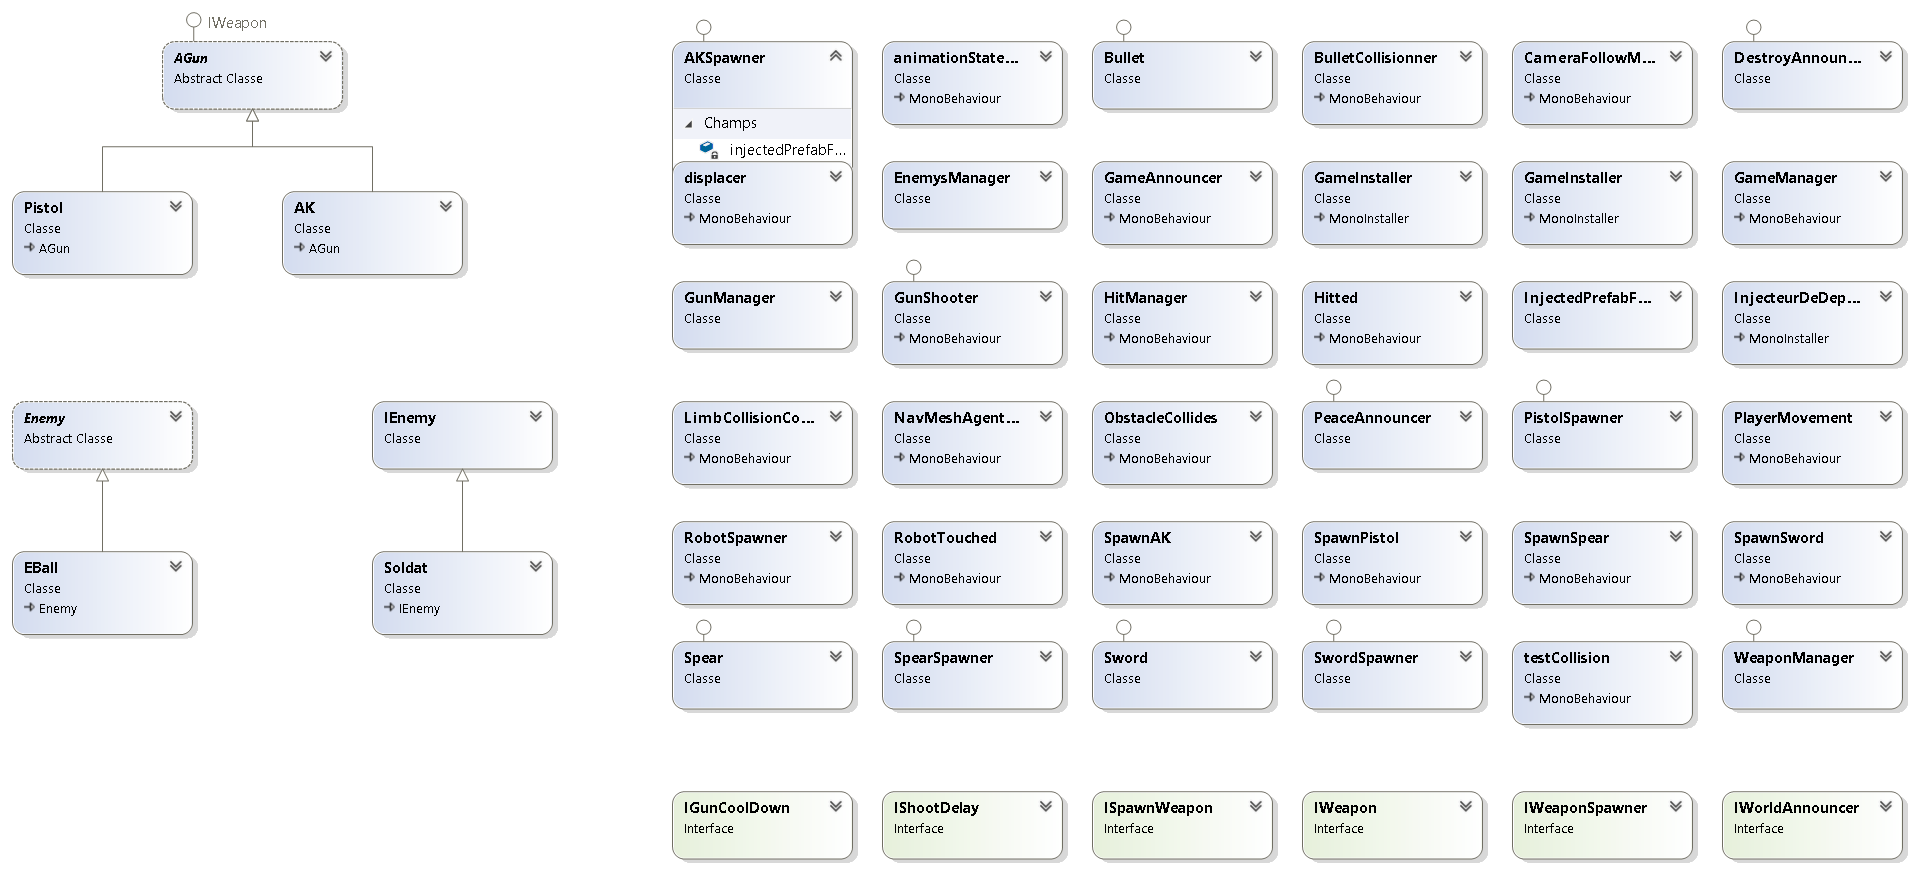 IWeapon
AGun
Abstract Classe
Pistol
Classe
AGun
AK
Classe
AGun
Enemy
Abstract Classe
IEnemy
Classe
EBall
Classe
Enemy
Soldat
Classe
IEnemy
AKSpawner
Classe
Champs
injectedPrefabF...
animationState...
Classe
MonoBehaviour
Bullet
Classe
BulletCollisionner
Classe
MonoBehaviour
CameraFollowM...
Classe
MonoBehaviour
DestroyAnnoun...
Classe
displacer
Classe
MonoBehaviour
EnemysManager
Classe
GameAnnouncer
Classe
MonoBehaviour
GameInstaller
Classe
MonoInstaller
GameInstaller
Classe
MonoInstaller
GameManager
Classe
MonoBehaviour
GunManager
Classe
GunShooter
Classe
MonoBehaviour
HitManager
Classe
MonoBehaviour
Hitted
Classe
MonoBehaviour
InjectedPrefabF...
Classe
InjecteurDeDep...
Classe
MonoInstaller
LimbCollisionCo...
Classe
MonoBehaviour
NavMeshAgent...
Classe
MonoBehaviour
ObstacleCollides
Classe
MonoBehaviour
PeaceAnnouncer
Classe
PistolSpawner
Classe
PlayerMovement
Classe
MonoBehaviour
RobotSpawner
Classe
MonoBehaviour
RobotTouched
Classe
MonoBehaviour
SpawnAK
Classe
MonoBehaviour
SpawnPistol
Classe
MonoBehaviour
SpawnSpear
Classe
MonoBehaviour
SpawnSword
Classe
MonoBehaviour
Spear
Classe
SpearSpawner
Classe
Sword
Classe
SwordSpawner
Classe
testCollision
Classe
MonoBehaviour
WeaponManager
Classe
IGunCoolDown
Interface
IShootDelay
Interface
ISpawnWeapon
Interface
IWeapon
Interface
IWeaponSpawner
Interface
IWorldAnnouncer
Interface